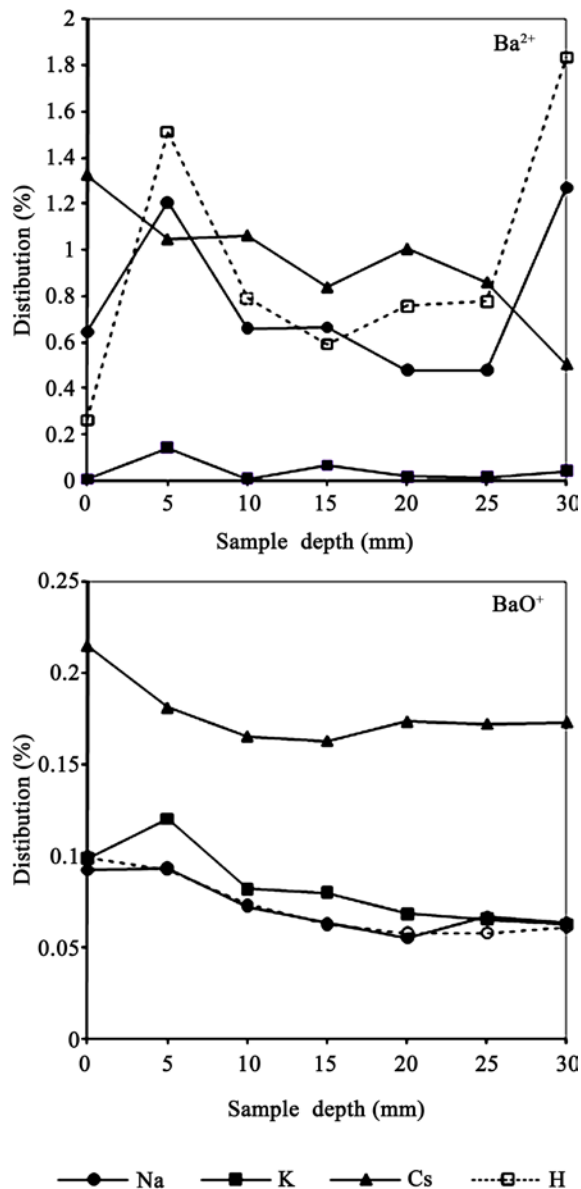 2
Ba²⁺
1.8
1.6
1.4
1.2
1
0.8
0.6
0.4
0.2
0
Distibution (%)
0 5 10 15 20 25 30
Sample depth (mm)
0.25
BaO⁺
0.2
0.15
0.1
0.05
0
Distibution (%)
0 5 10 15 20 25 30
Sample depth (mm)
Na K Cs H